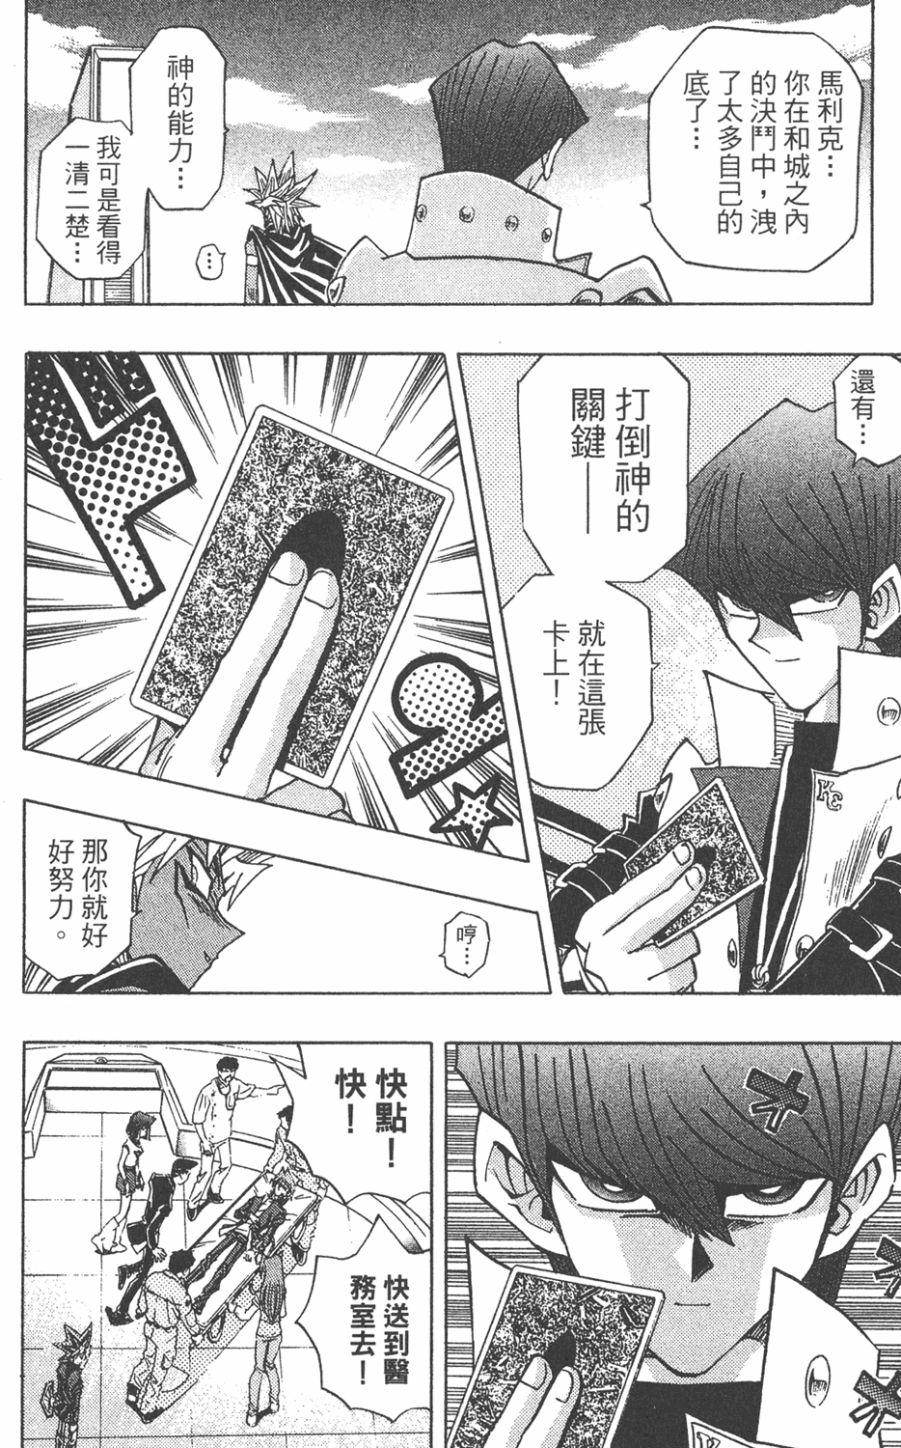 馬利克⋯
你在和城之內
的決鬥中，洩
了太多自己的
底了⋯
神的能力⋯
我可是看得
一清二楚⋯
⋯
還有⋯
打倒神的
關鍵——
就在這張
卡上！
KC
哼⋯
那你就好
好努力。
快點！
快！
快送到醫
務室去！